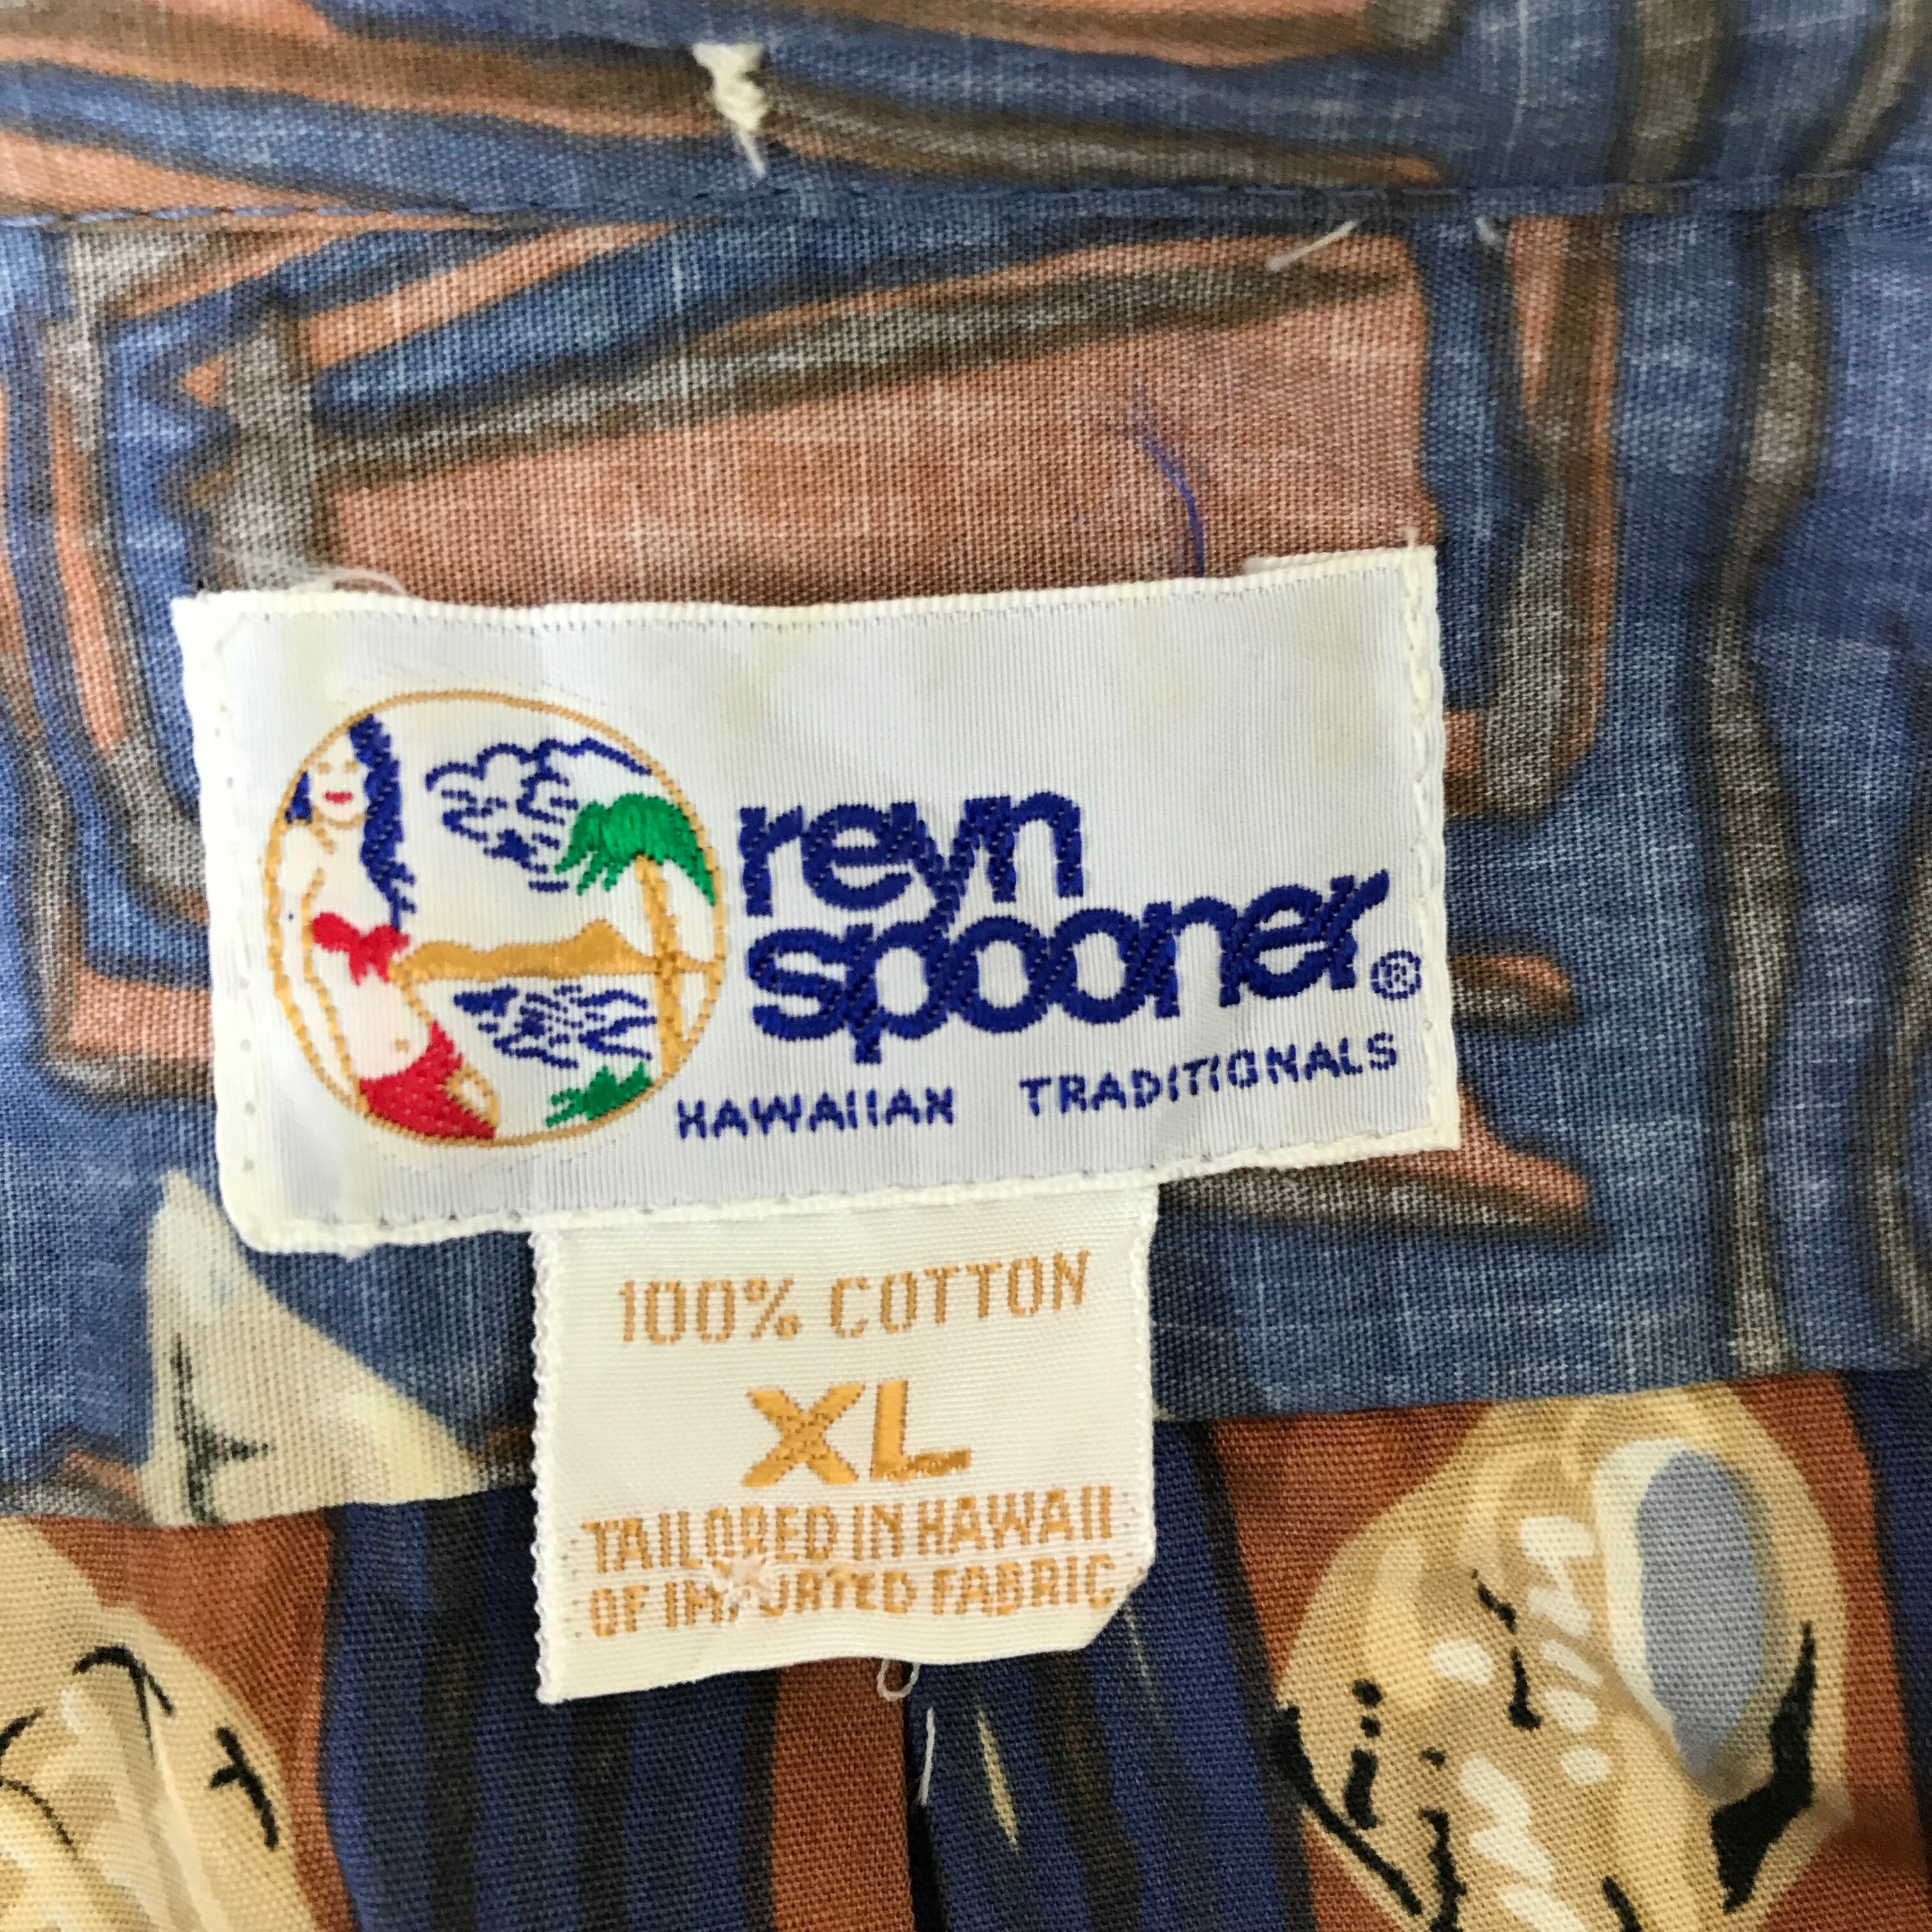 reyn
spooner®
HAWAIIAN TRADITIONALS
100% COTTON
XL
TAILORED IN HAWAII
OF IMPORTED FABRIC